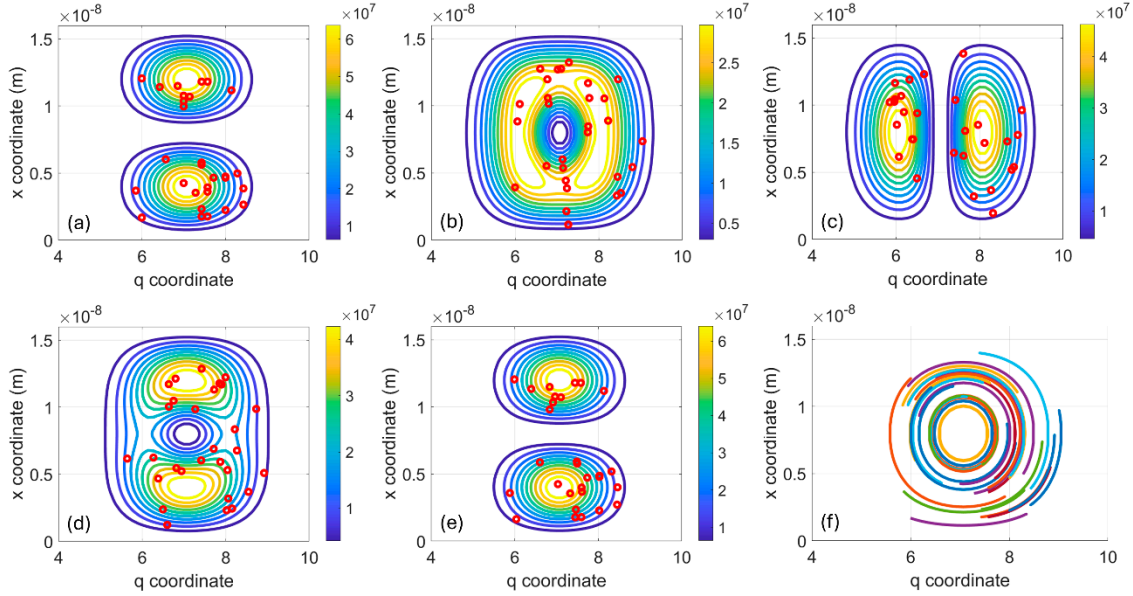 ×10⁻⁸ ×10⁷ ×10⁻⁸ ×10⁷ ×10⁻⁸ ×10⁷
x coordinate (m)
1.5
1
0.5
0
6
5
4
3
2
1
(a)
4 6 8 10
q coordinate
x coordinate (m)
1.5
1
0.5
0
2.5
2
1.5
1
0.5
(b)
4 6 8 10
q coordinate
x coordinate (m)
1.5
1
0.5
0
4
3
2
1
(c)
4 6 8 10
q coordinate
×10⁻⁸ ×10⁷ ×10⁻⁸ ×10⁷ ×10⁻⁸
x coordinate (m)
1.5
1
0.5
0
4
3
2
1
(d)
4 6 8 10
q coordinate
x coordinate (m)
1.5
1
0.5
0
6
5
4
3
2
1
(e)
4 6 8 10
q coordinate
x coordinate (m)
1.5
1
0.5
0
(f)
4 6 8 10
q coordinate